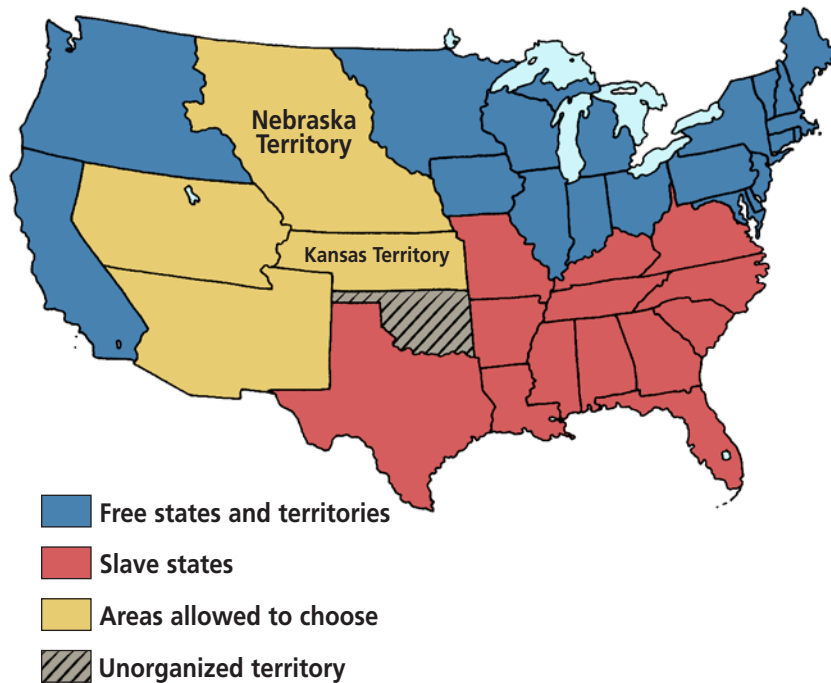 Nebraska
Territory
Kansas Territory
Free states and territories
Slave states
Areas allowed to choose
Unorganized territory